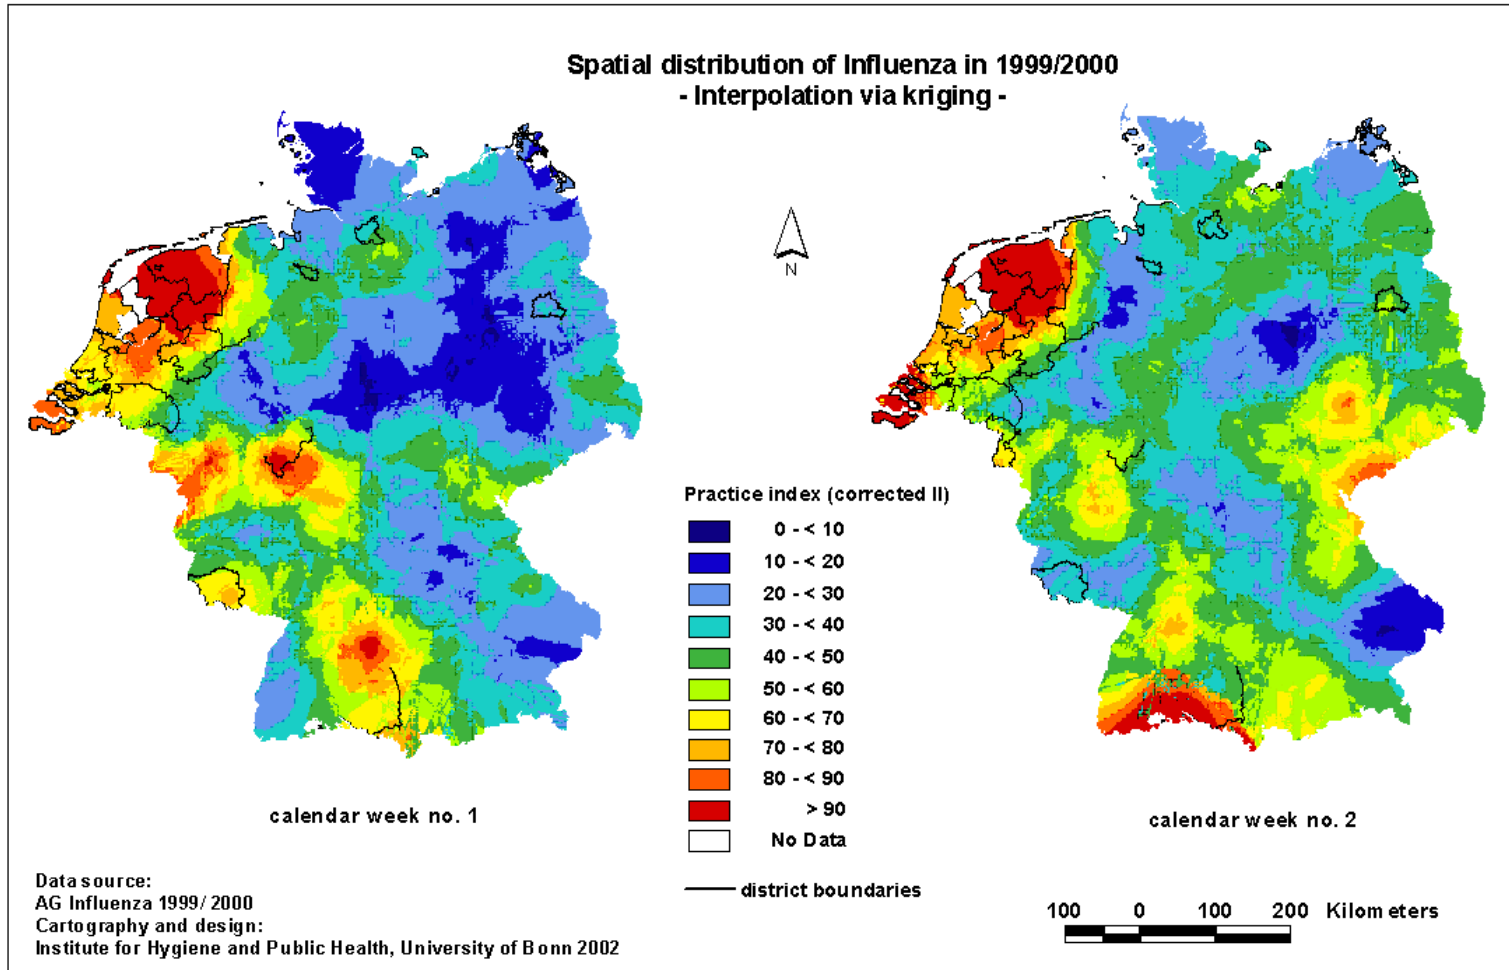 Spatial distribution of Influenza in 1999/2000
- Interpolation via kriging -
N
Practice index (corrected II)
0 - < 10
10 - < 20
20 - < 30
30 - < 40
40 - < 50
50 - < 60
60 - < 70
70 - < 80
80 - < 90
> 90
No Data
district boundaries
calendar week no. 1
calendar week no. 2
Data source:
AG Influenza 1999/2000
Cartography and design:
Institute for Hygiene and Public Health, University of Bonn 2002
100 0 100 200 Kilometers